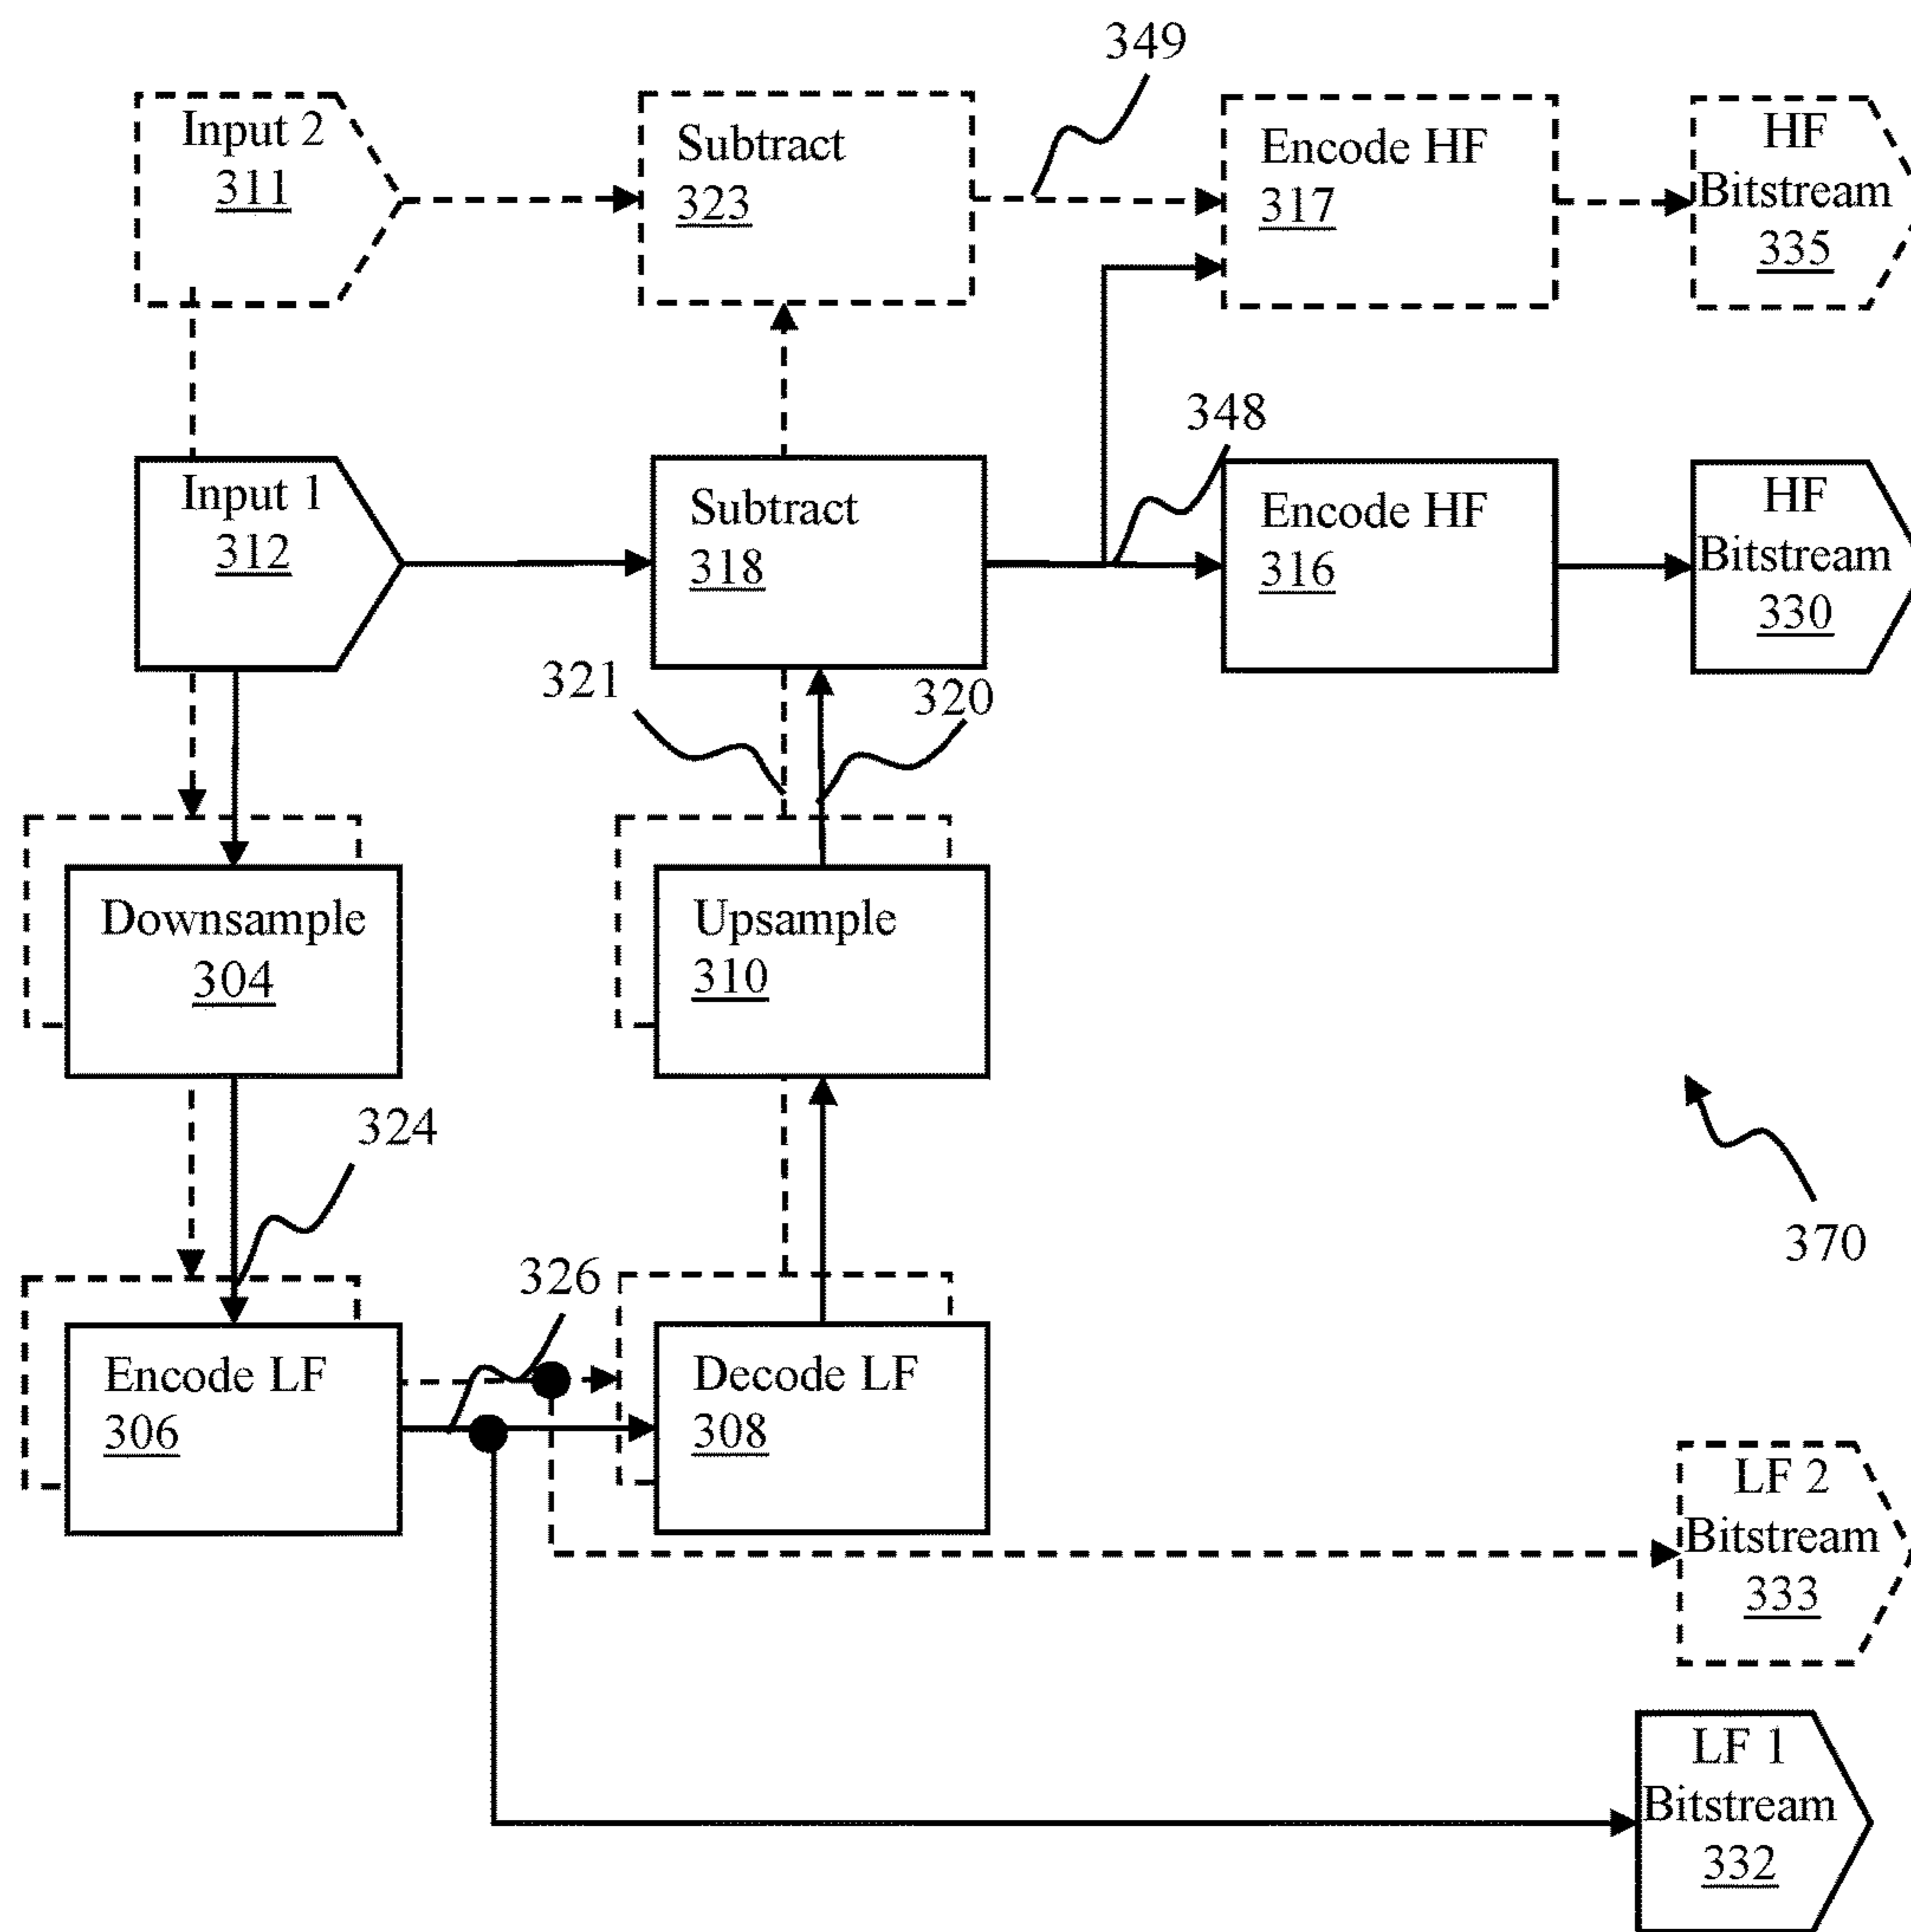 349
Input 2
311
Subtract
323
Encode HF
317
HF
Bitstream
335
348
Input 1
312
Subtract
318
Encode HF
316
HF
Bitstream
330
321
320
Downsample
304
Upsample
310
324
370
326
Encode LF
306
Decode LF
308
LF 2
Bitstream
333
LF 1
Bitstream
332